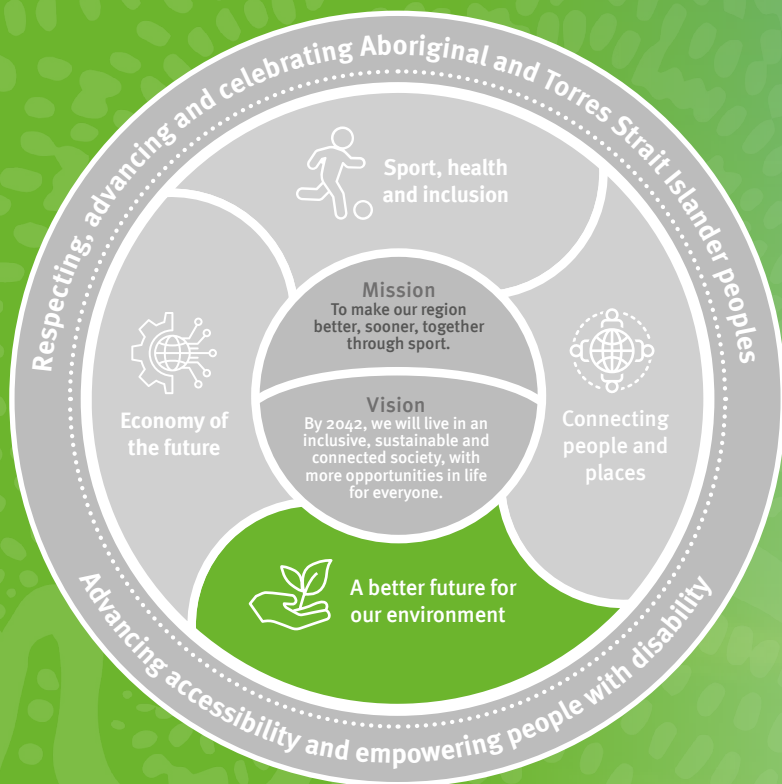 Respecting, advancing and celebrating Aboriginal and Torres Strait Islander peoples
Sport, health
and inclusion
Mission
To make our region
better, sooner, together
through sport.
Economy of
the future
Vision
By 2042, we will live in an
inclusive, sustainable and
connected society, with
more opportunities in life
for everyone.
Connecting
people and
places
A better future for
our environment
Advancing accessibility and empowering people with disability